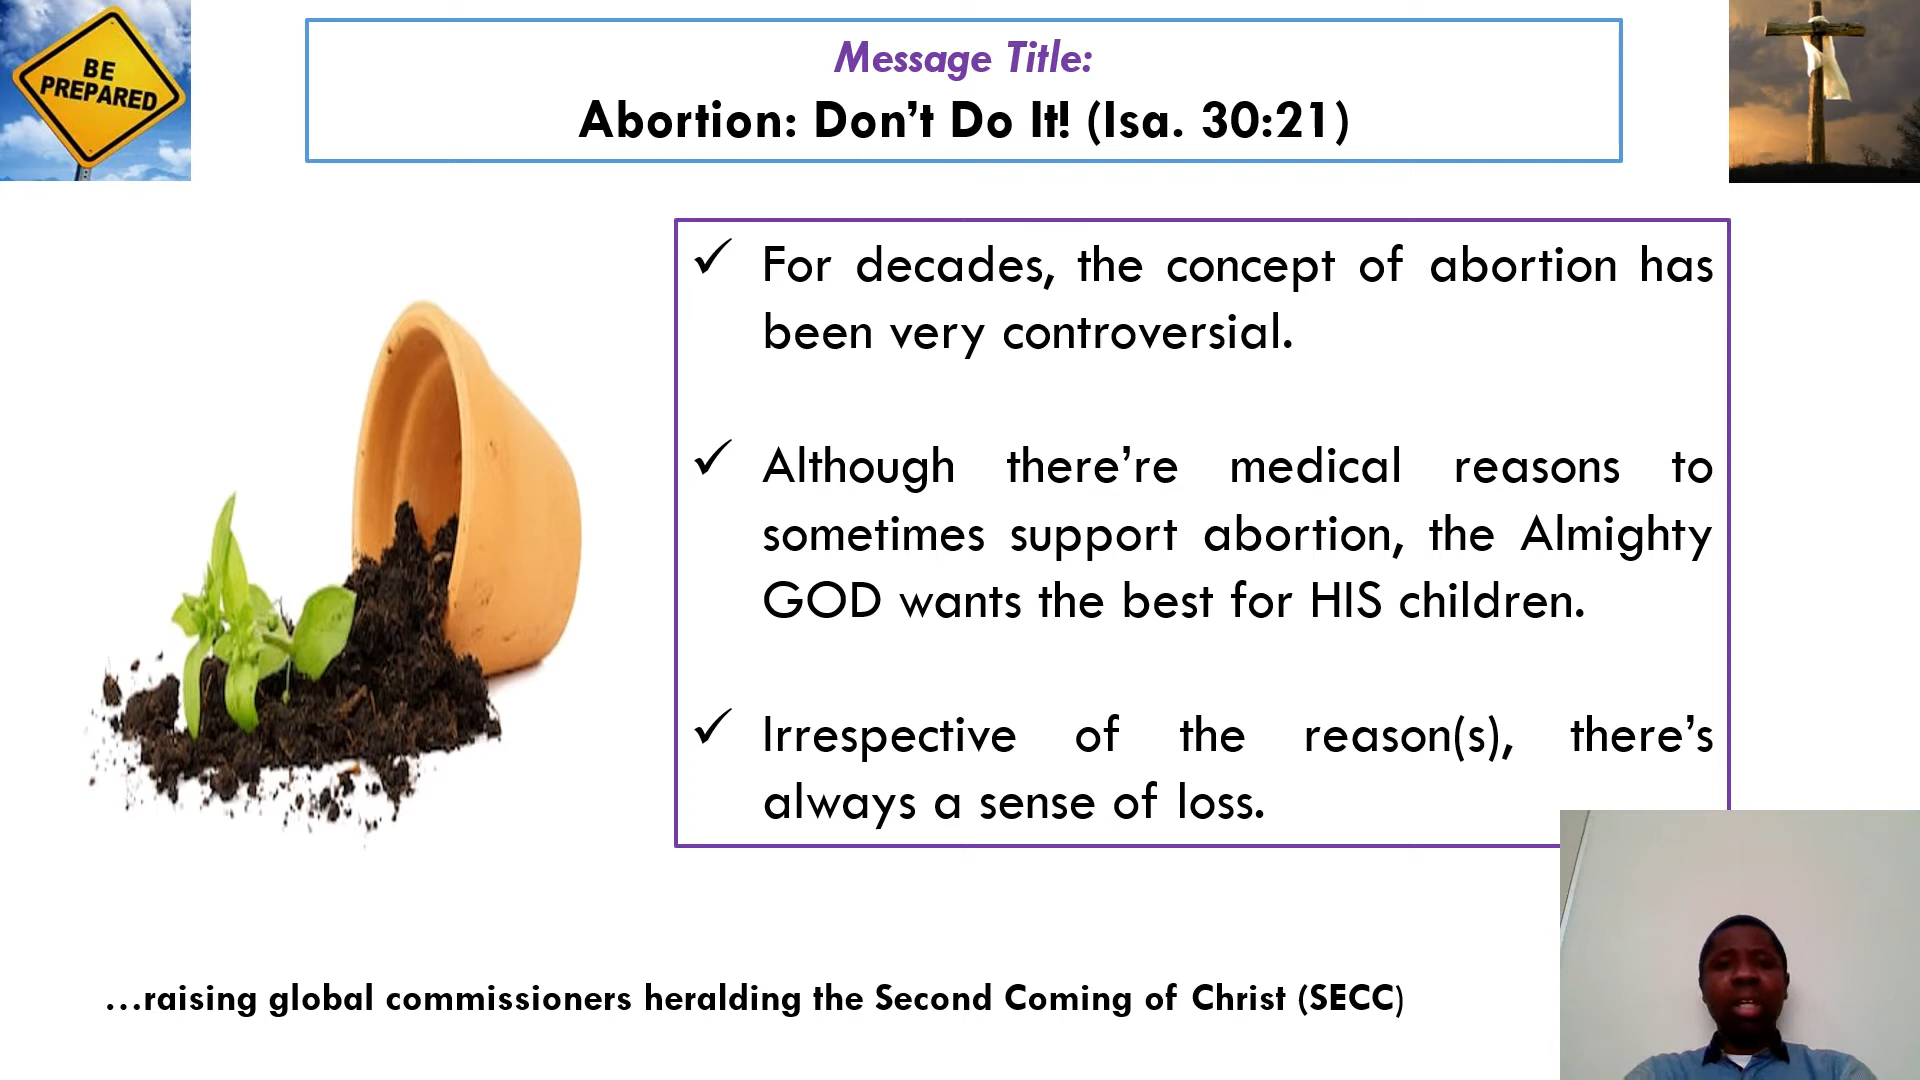 BE
PREPARED
Message Title:
Abortion: Don't Do It! (Isa. 30:21)
✓ For decades, the concept of abortion has
been very controversial.
✓ Although there're medical reasons to
sometimes support abortion, the Almighty
GOD wants the best for HIS children.
✓ Irrespective of the reason(s), there's
always a sense of loss.
...raising global commissioners heralding the Second Coming of Christ (SECC)